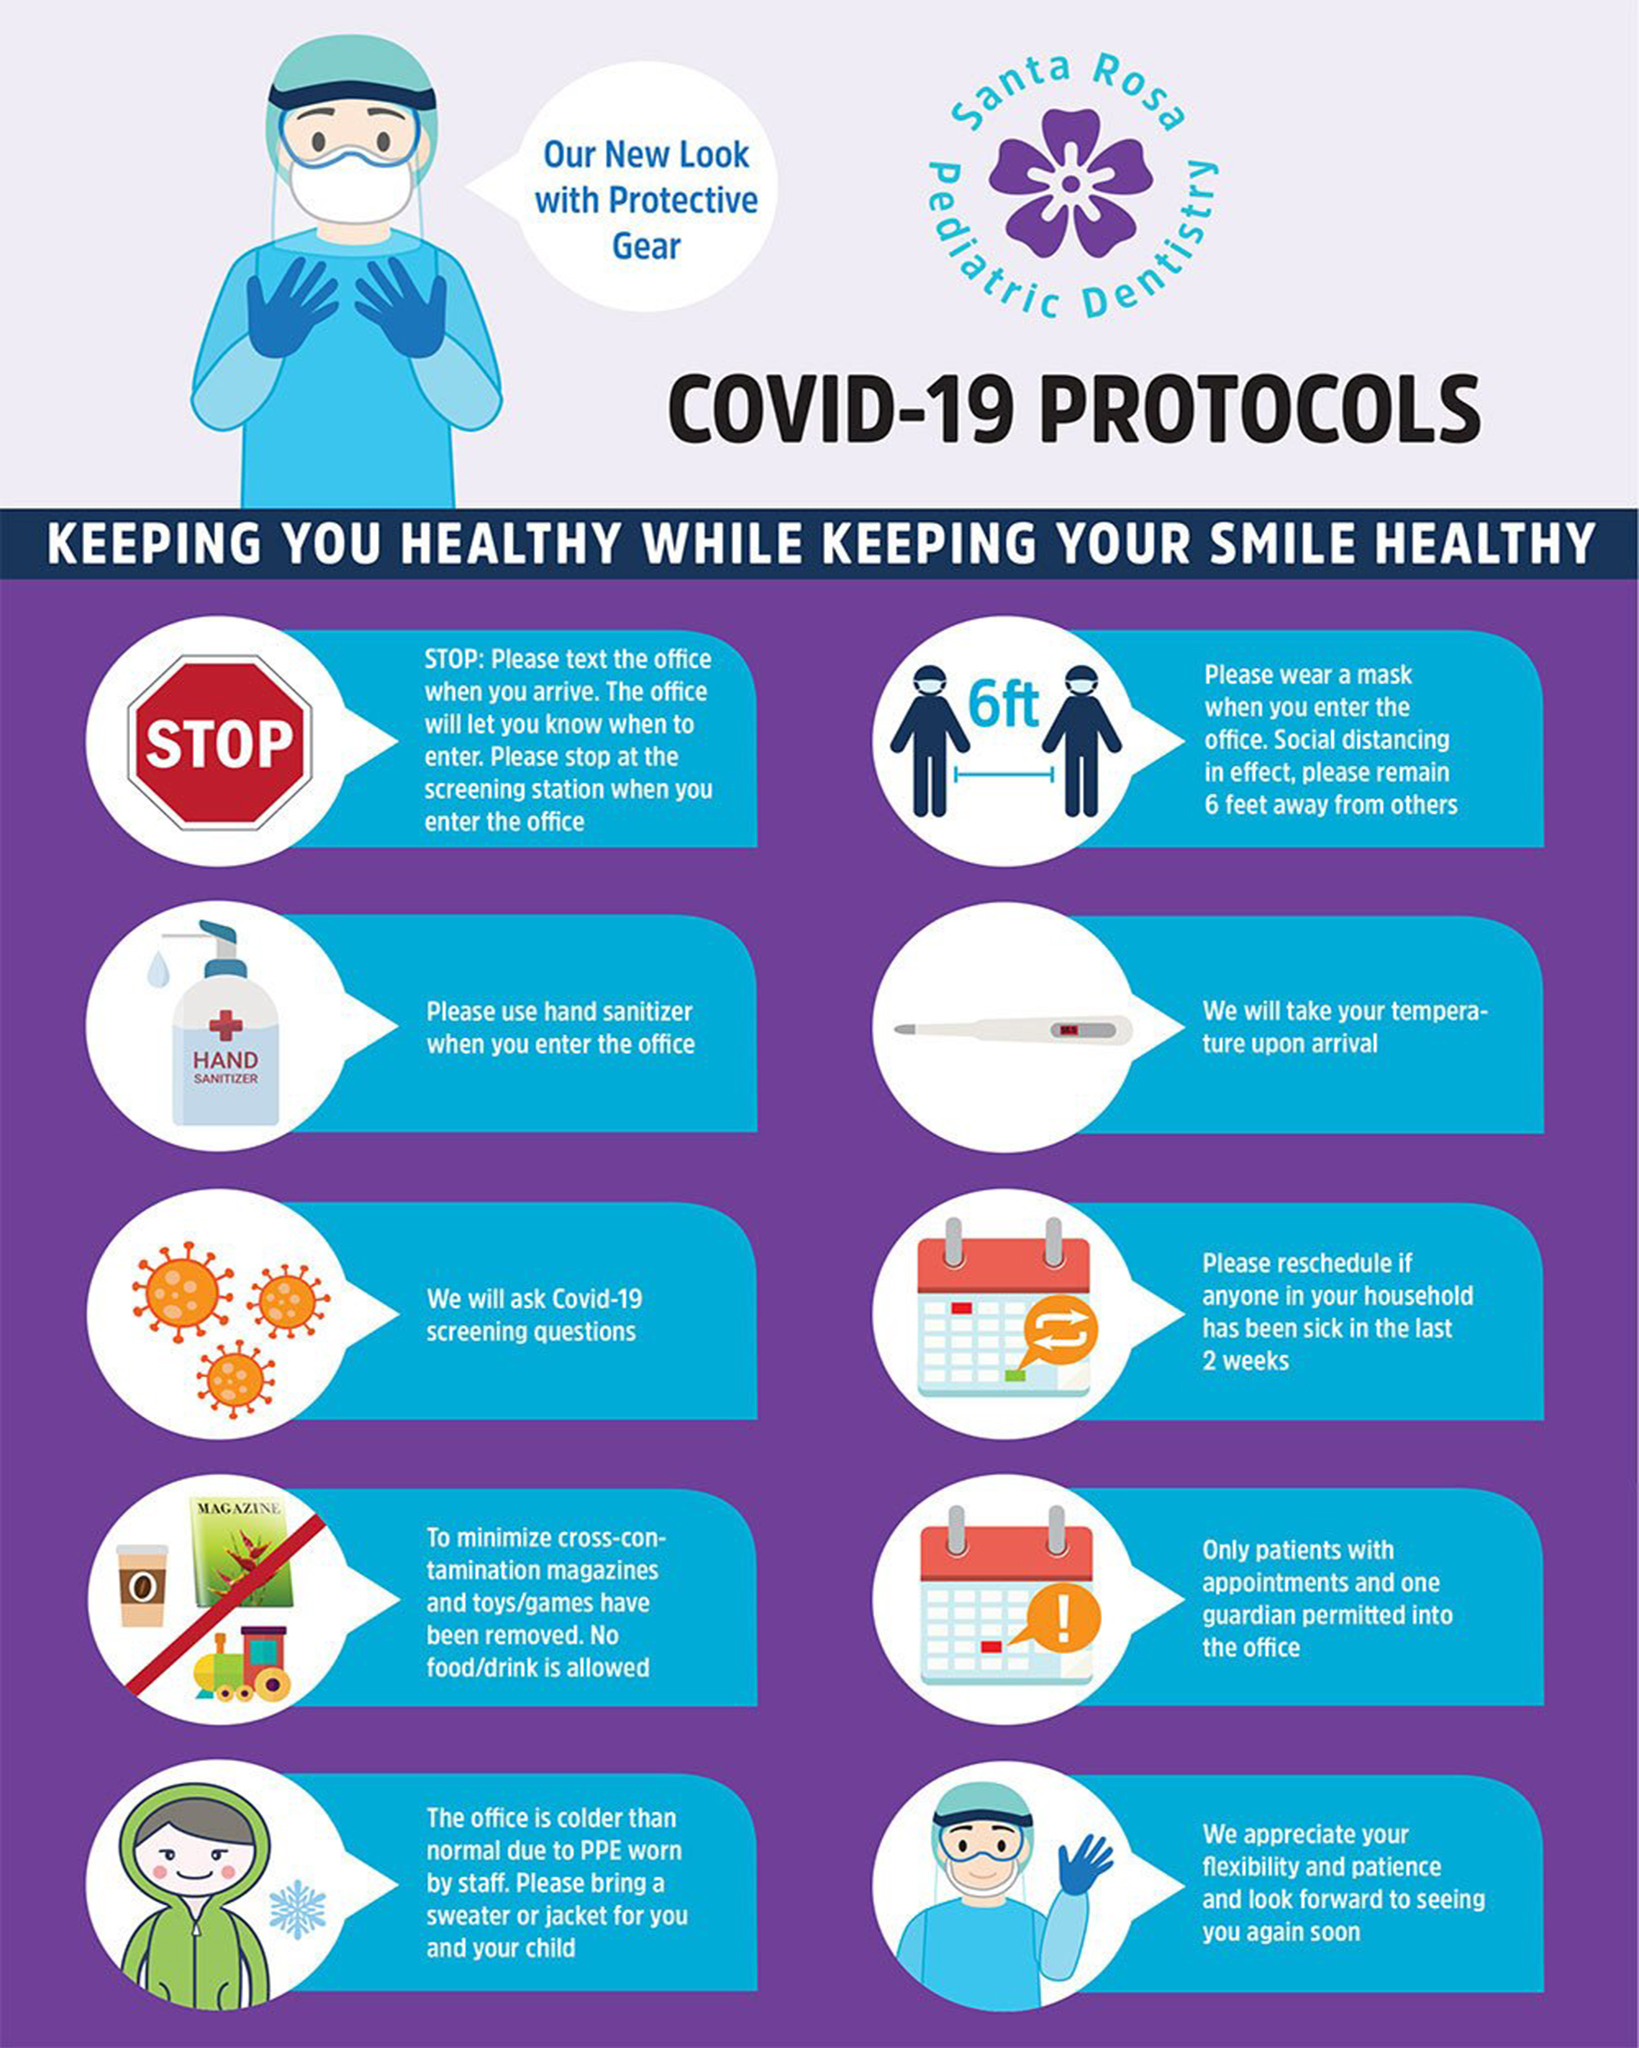 Our New Look
with Protective
Gear
Santa Rosa
Pediatric Dentistry
COVID-19 PROTOCOLS
KEEPING YOU HEALTHY WHILE KEEPING YOUR SMILE HEALTHY
STOP
STOP: Please text the office
when you arrive. The office
will let you know when to
enter. Please stop at the
screening station when you
enter the office
6ft
Please wear a mask
when you enter the
office. Social distancing
in effect, please remain
6 feet away from others
HAND
SANITIZER
Please use hand sanitizer
when you enter the office
We will take your tempera-
ture upon arrival
We will ask Covid-19
screening questions
Please reschedule if
anyone in your household
has been sick in the last
2 weeks
MAGAZINE
To minimize cross-con-
tamination magazines
and toys/games have
been removed. No
food/drink is allowed
!
Only patients with
appointments and one
guardian permitted into
the office
The office is colder than
normal due to PPE worn
by staff. Please bring a
sweater or jacket for you
and your child
We appreciate your
flexibility and patience
and look forward to seeing
you again soon